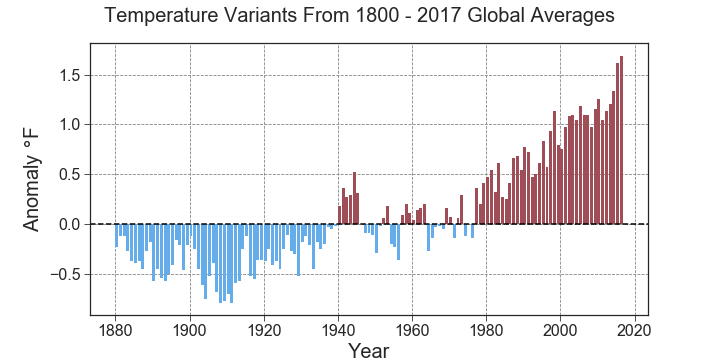 Temperature Variants From 1800 - 2017 Global Averages
Anomaly °F
1.5
1.0
0.5
0.0
−0.5
1880 1900 1920 1940 1960 1980 2000 2020
Year